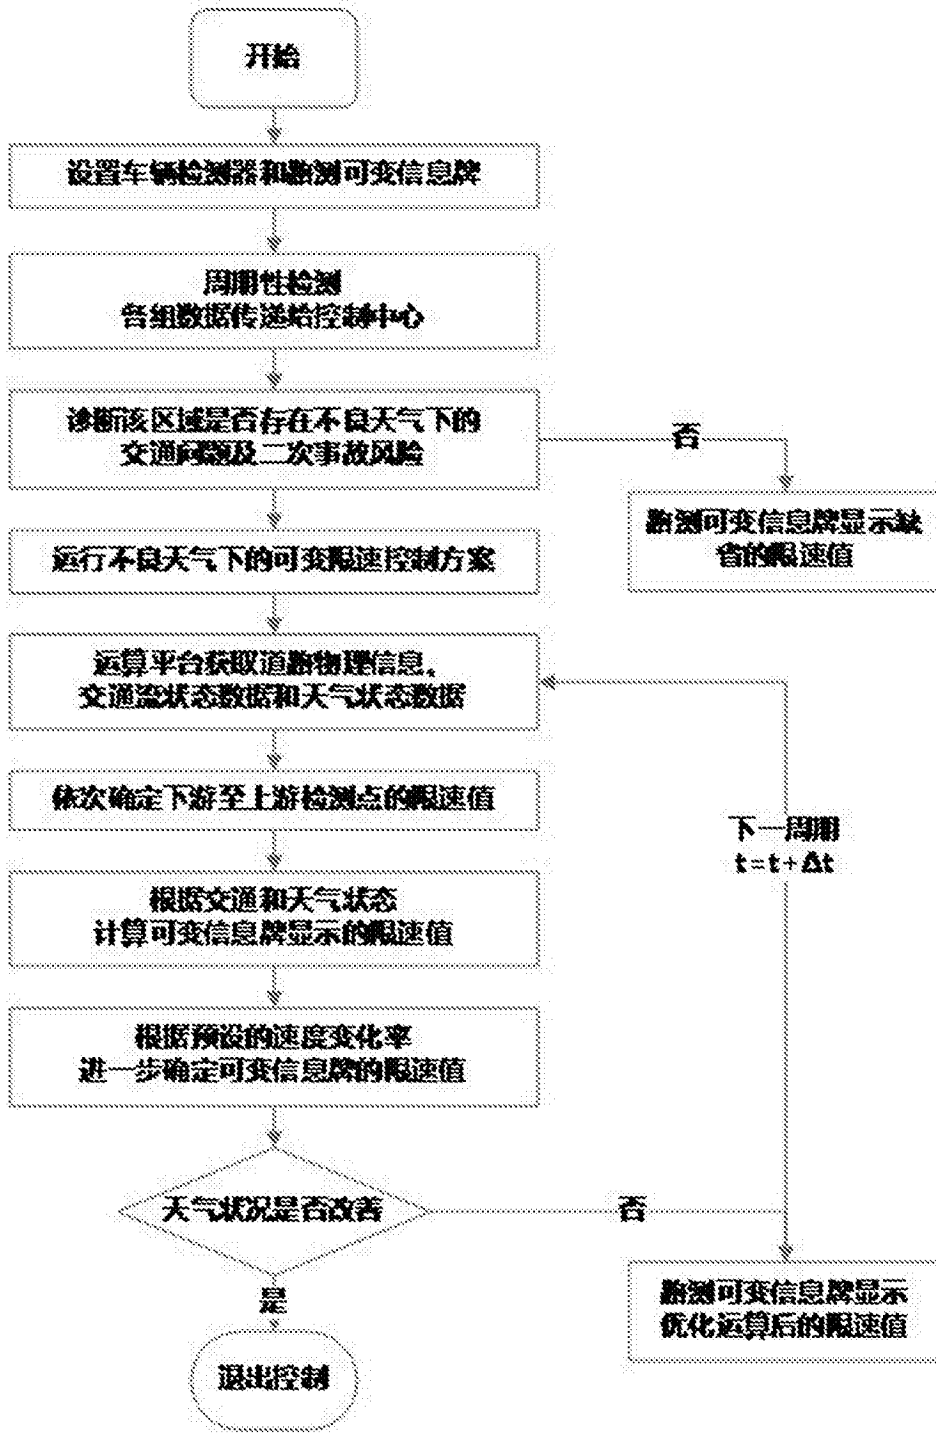 开始
设置车辆检测器和路测可变信息牌
周期性检测
各组数据传递给控制中心
诊断该区域是否存在不良天气下的
交通问题及二次事故风险
否
路测可变信息牌显示缺
省的限速值
运行不良天气下的可变限速控制方案
运算平台获取道路物理信息、
交通流状态数据和天气状态数据
依次确定下游至上游检测点的限速值
下一周期
t=t+Δt
根据交通和天气状态
计算可变信息牌显示的限速值
根据预设的速度变化率
进一步确定可变信息牌的限速值
天气状况是否改善
否
是
路测可变信息牌显示
优化运算后的限速值
退出控制